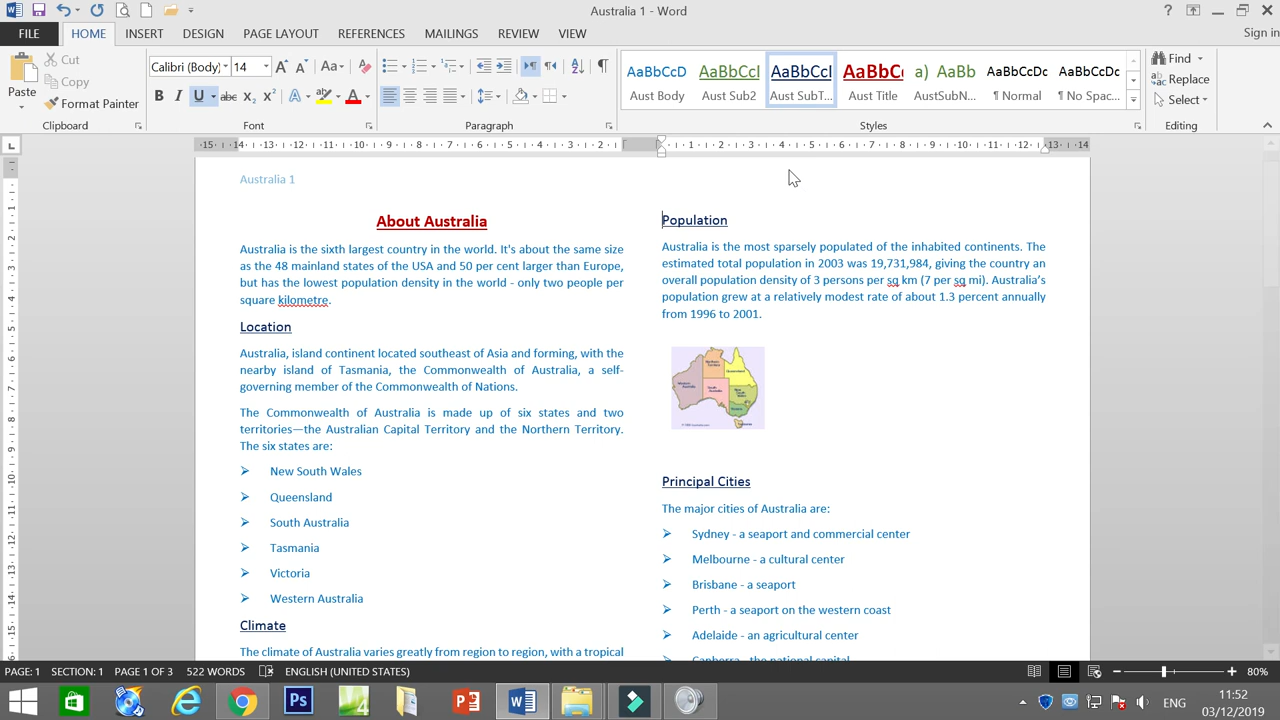 Australia 1 - Word
Sign in
FILE
HOME
INSERT
DESIGN
PAGE LAYOUT
REFERENCES
MAILINGS
REVIEW
VIEW
Cut
Copy
Format Painter
Paste
Clipboard
Calibri (Body)
14
Font
Paragraph
AaBbCcD
Aust Body
AaBbCcI
Aust Sub2
AaBbCcI
Aust SubT...
AaBbC
Aust Title
a) AaBb
AustSubN...
AaBbCcDc
¶ Normal
AaBbCcDc
¶ No Spac...
Styles
Find
Replace
Select
Editing
Australia 1
About Australia
Australia is the sixth largest country in the world. It's about the same size
as the 48 mainland states of the USA and 50 per cent larger than Europe,
but has the lowest population density in the world - only two people per
square kilometre.
Location
Australia, island continent located southeast of Asia and forming, with the
nearby island of Tasmania, the Commonwealth of Australia, a self-
governing member of the Commonwealth of Nations.
The Commonwealth of Australia is made up of six states and two
territories—the Australian Capital Territory and the Northern Territory.
The six states are:
New South Wales
Queensland
South Australia
Tasmania
Victoria
Western Australia
Climate
The climate of Australia varies greatly from region to region, with a tropical
Population
Australia is the most sparsely populated of the inhabited continents. The
estimated total population in 2003 was 19,731,984, giving the country an
overall population density of 3 persons per sq km (7 per sq mi). Australia's
population grew at a relatively modest rate of about 1.3 percent annually
from 1996 to 2001.
Principal Cities
The major cities of Australia are:
Sydney - a seaport and commercial center
Melbourne - a cultural center
Brisbane - a seaport
Perth - a seaport on the western coast
Adelaide - an agricultural center
Canberra - the national capital
PAGE: 1
SECTION: 1
PAGE 1 OF 3
522 WORDS
ENGLISH (UNITED STATES)
80%
ENG
11:52
03/12/2019